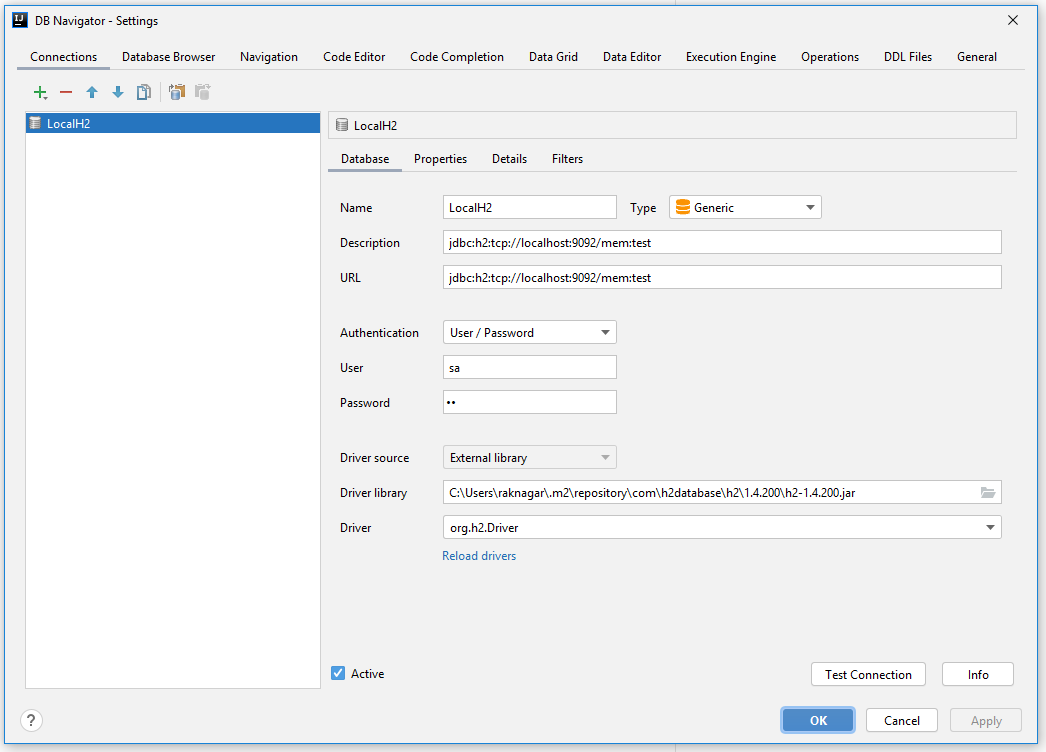 DB Navigator - Settings
Connections Database Browser Navigation Code Editor Code Completion Data Grid Data Editor Execution Engine Operations DDL Files General
LocalH2
LocalH2
Database Properties Details Filters
Name LocalH2 Type Generic
Description jdbc:h2:tcp://localhost:9092/mem:test
URL jdbc:h2:tcp://localhost:9092/mem:test
Authentication User / Password
User sa
Password ••
Driver source External library
Driver library C:\Users\raknagar\.m2\repository\com\h2database\h2\1.4.200\h2-1.4.200.jar
Driver org.h2.Driver
Reload drivers
Active Test Connection Info
? OK Cancel Apply